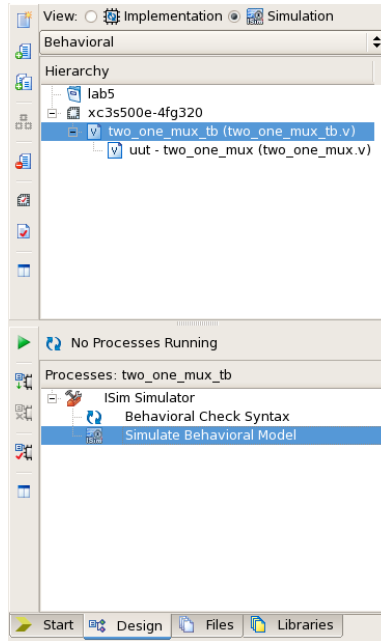 View: Implementation Simulation
Behavioral
Hierarchy
lab5
xc3s500e-4fg320
two_one_mux_tb (two_one_mux_tb.v)
uut - two_one_mux (two_one_mux.v)
No Processes Running
Processes: two_one_mux_tb
ISim Simulator
Behavioral Check Syntax
Simulate Behavioral Model
Start Design Files Libraries